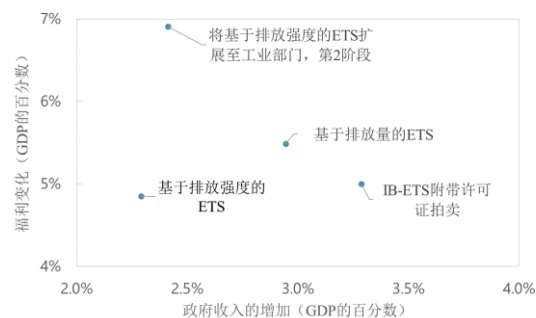 7%
将基于排放强度的ETS扩
展至工业部门，第2阶段
6%
基于排放量的ETS
福利变化（GDP的百分数）
5%
基于排放强度的
ETS
IB-ETS附带许可
证拍卖
4%
2.0%
2.5%
3.0%
3.5%
4.0%
政府收入的增加（GDP的百分数）